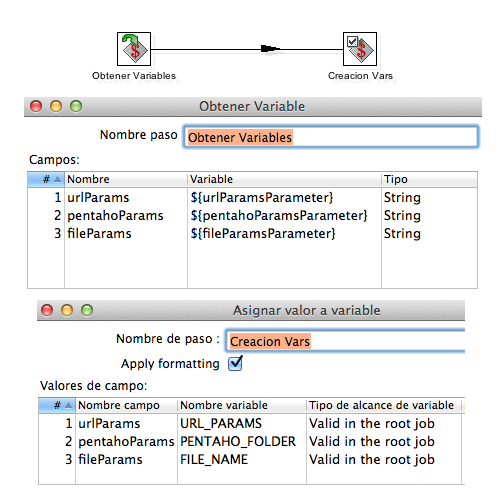 Obtener Variables
Creacion Vars
Obtener Variable
Nombre paso Obtener Variables
Campos:
# Nombre Variable Tipo
1 urlParams ${urlParamsParameter} String
2 pentahoParams ${pentahoParamsParameter} String
3 fileParams ${fileParamsParameter} String
Asignar valor a variable
Nombre de paso : Creacion Vars
Apply formatting
Valores de campo:
# Nombre campo Nombre variable Tipo de alcance de variable
1 urlParams URL_PARAMS Valid in the root job
2 pentahoParams PENTAHO_FOLDER Valid in the root job
3 fileParams FILE_NAME Valid in the root job